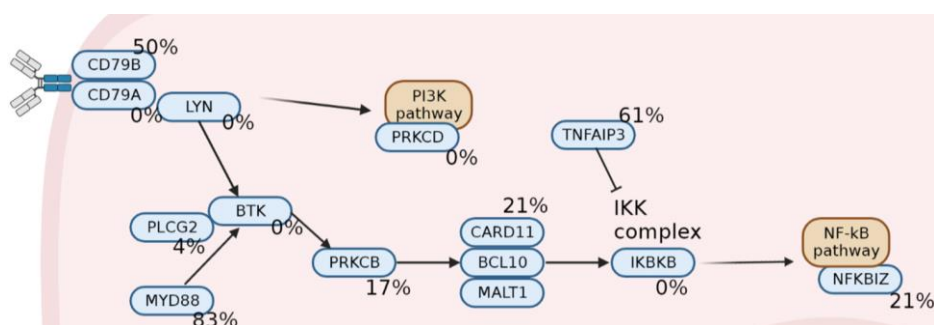 50%
CD79B
CD79A
0%
LYN
0%
PI3K
pathway
PRKCD
0%
61%
TNFAIP3
BTK
0%
PLCG2
4%
MYD88
83%
PRKCB
17%
21%
CARD11
BCL10
MALT1
IKK
complex
IKBKB
0%
NF-kB
pathway
NFKBIZ
21%